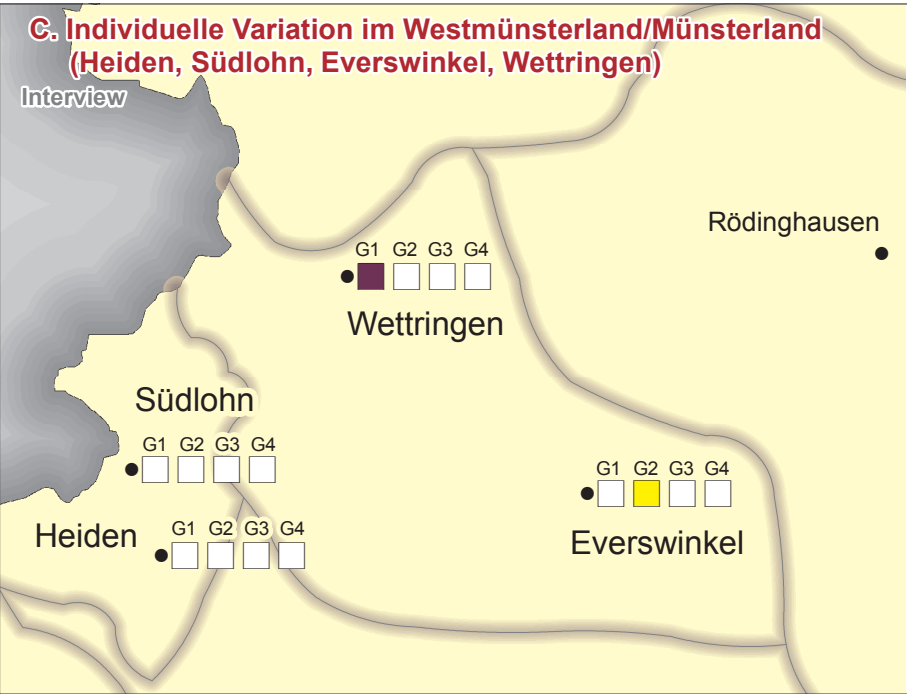 C. Individuelle Variation im Westmünsterland/Münsterland
(Heiden, Südlohn, Everswinkel, Wettringen)
Interview
Rödinghausen
G1 G2 G3 G4
Wettringen
Südlohn
G1 G2 G3 G4
G1 G2 G3 G4
Everswinkel
Heiden
G1 G2 G3 G4